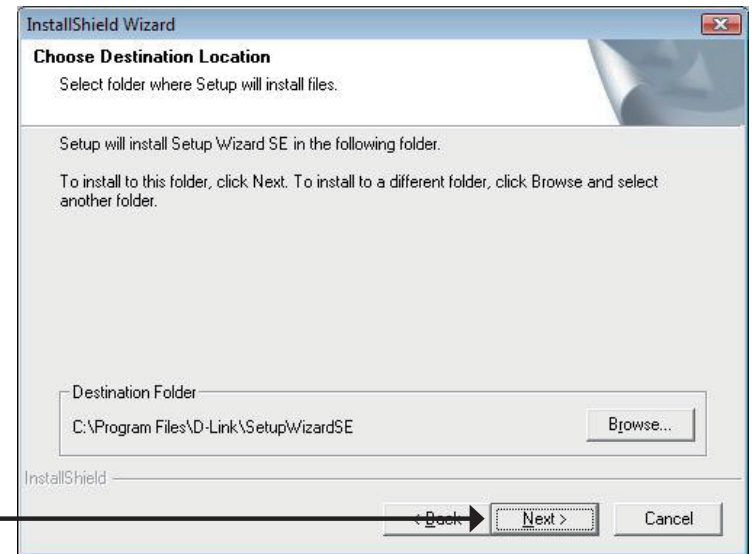 InstallShield Wizard
Choose Destination Location
Select folder where Setup will install files.
Setup will install Setup Wizard SE in the following folder.
To install to this folder, click Next. To install to a different folder, click Browse and select
another folder.
Destination Folder
C:\Program Files\D-Link\SetupWizardSE
Browse...
InstallShield
< Back
Next >
Cancel